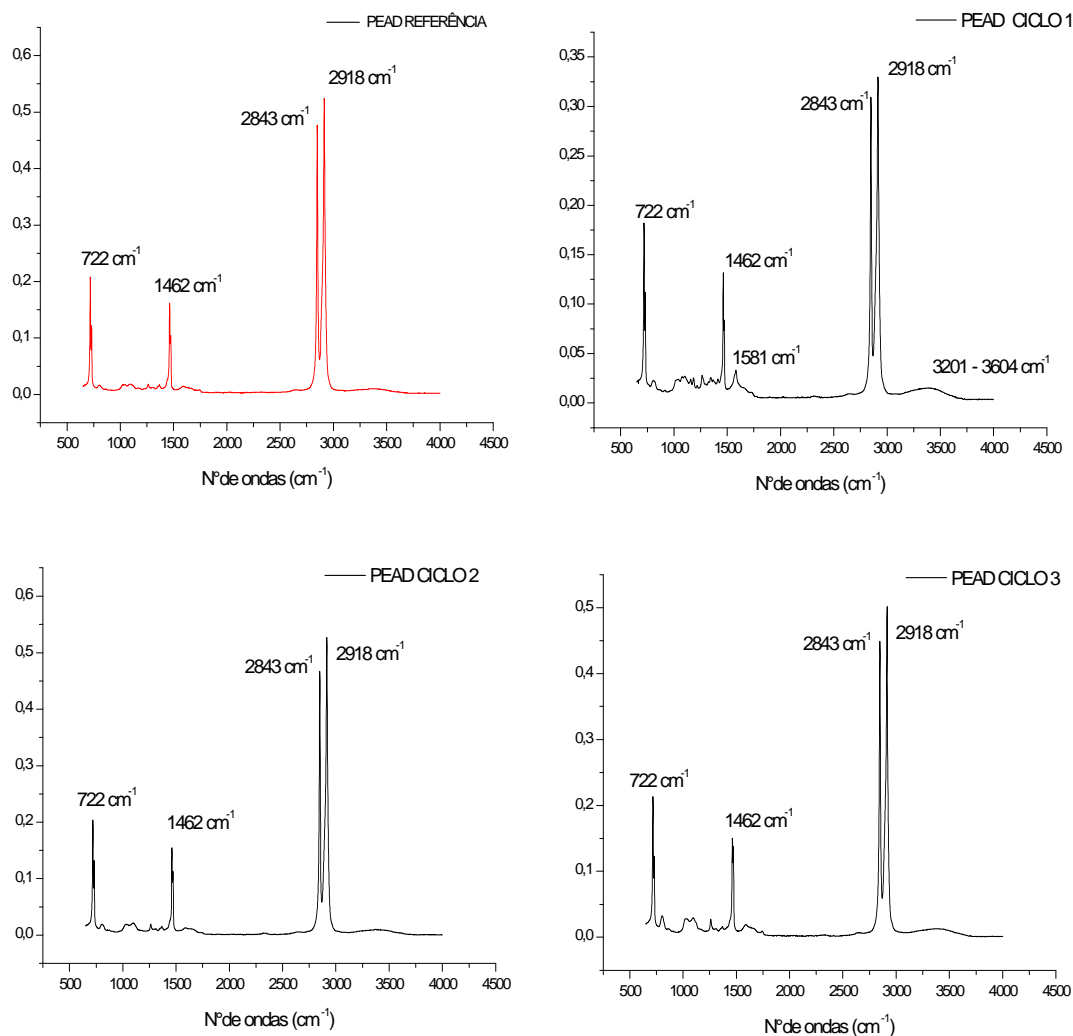 PEAD REFERÊNCIA
0,6
0,5
0,4
0,3
0,2
0,1
0,0
2918 cm-1
2843 cm-1
722 cm-1
1462 cm-1
500 1000 1500 2000 2500 3000 3500 4000 4500
N°de ondas (cm-1)
PEAD CICLO 1
0,35
0,30
0,25
0,20
0,15
0,10
0,05
0,00
2918 cm-1
2843 cm-1
722 cm-1
1462 cm-1
1581 cm-1
3201 - 3604 cm-1
500 1000 1500 2000 2500 3000 3500 4000 4500
N°de ondas (cm-1)
PEAD CICLO 2
0,6
0,5
0,4
0,3
0,2
0,1
0,0
2843 cm-1
2918 cm-1
722 cm-1
1462 cm-1
500 1000 1500 2000 2500 3000 3500 4000 4500
N°de ondas (cm-1)
PEAD CICLO 3
0,5
0,4
0,3
0,2
0,1
0,0
2843 cm-1
2918 cm-1
722 cm-1
1462 cm-1
500 1000 1500 2000 2500 3000 3500 4000 4500
N°de ondas (cm-1)